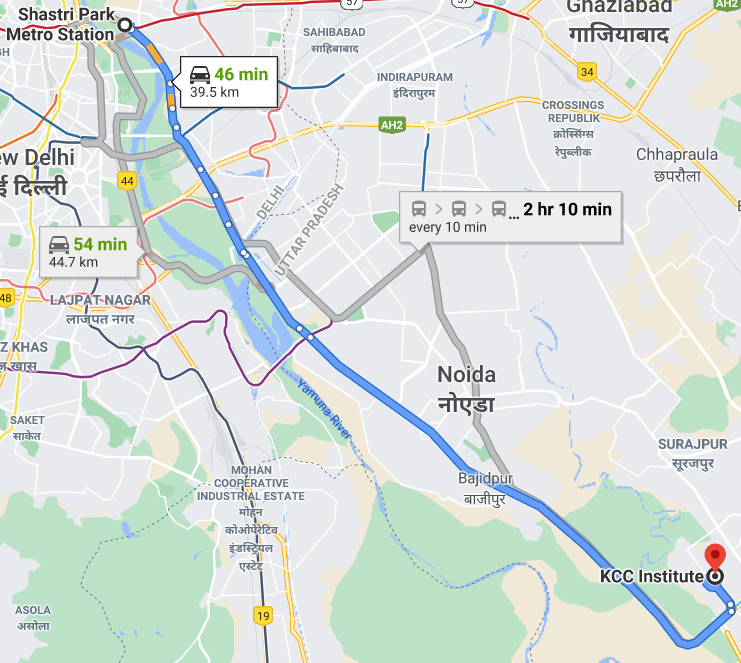 57
57
Ghaziabad
गाजियाबाद
AH2
Shastri Park
Metro Station
SAHIBABAD
साहिबाबाद
46 min
39.5 km
INDIRAPURAM
इंदिरापुरम
34
CROSSINGS
REPUBLIK
क्रोस्सिंग्स
रेपुब्लीक
AH2
Chhapraula
छपरौला
ew Delhi
ई दिल्ली
44
DELHI
UTTAR PRADESH
2 hr 10 min
every 10 min
54 min
44.7 km
48
LAJPAT NAGAR
लाजपत नगर
Z KHAS
ज़ खास
Noida
नोएडा
Yamuna River
SAKET
साकेत
SURAJPUR
सूरजपुर
MOHAN
COOPERATIVE
INDUSTRIAL ESTATE
मोहन
कोओपेरेटिव
इंडस्ट्रियल
एस्टेट
Bajidpur
बाजीपुर
KCC Institute
ASOLA
असोला
19